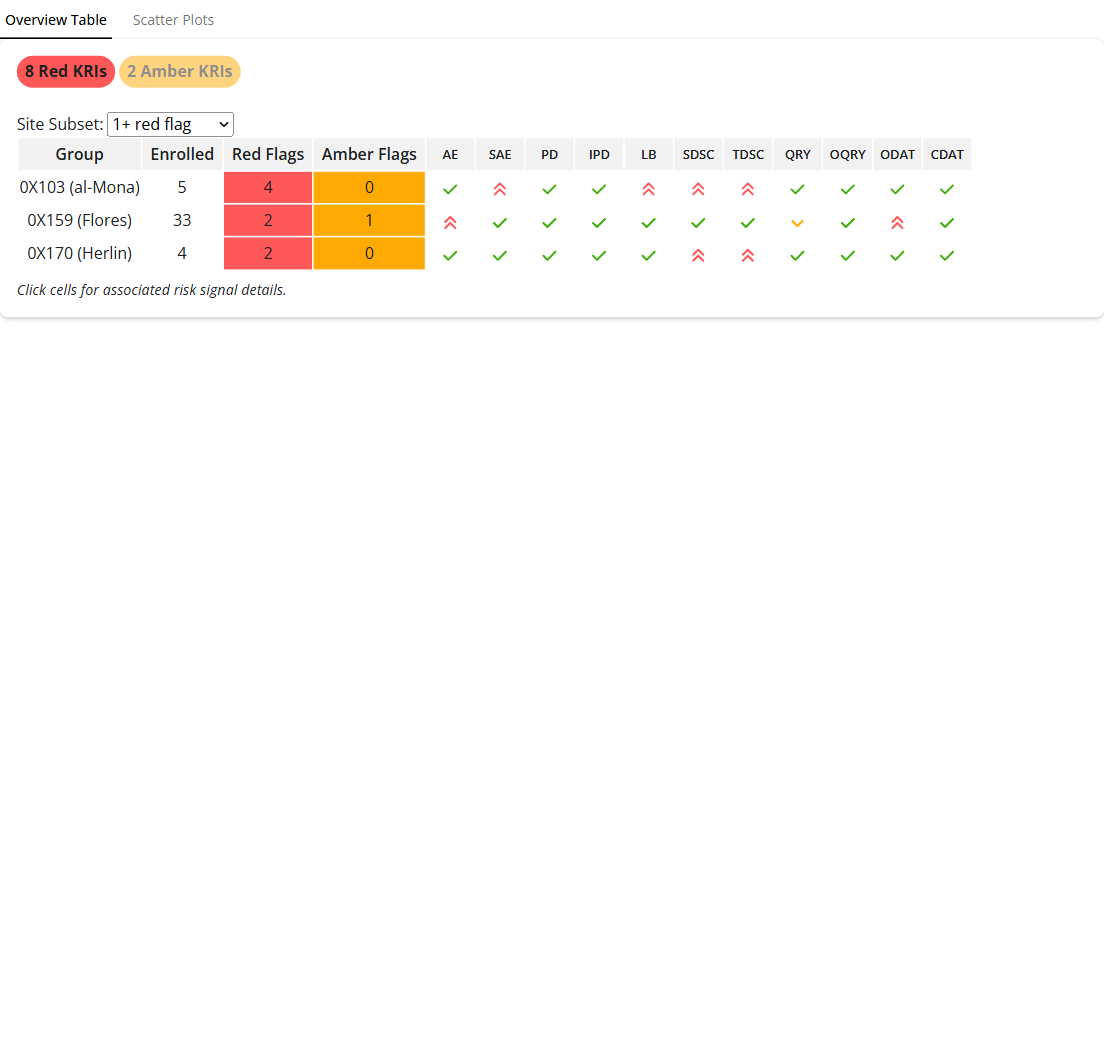 Overview Table Scatter Plots
8 Red KRIs 2 Amber KRIs
Site Subset: 1+ red flag
Group Enrolled Red Flags Amber Flags AE SAE PD IPD LB SDSC TDSC QRY OQRY ODAT CDAT
0X103 (al-Mona) 5 4 0
0X159 (Flores) 33 2 1
0X170 (Herlin) 4 2 0
Click cells for associated risk signal details.